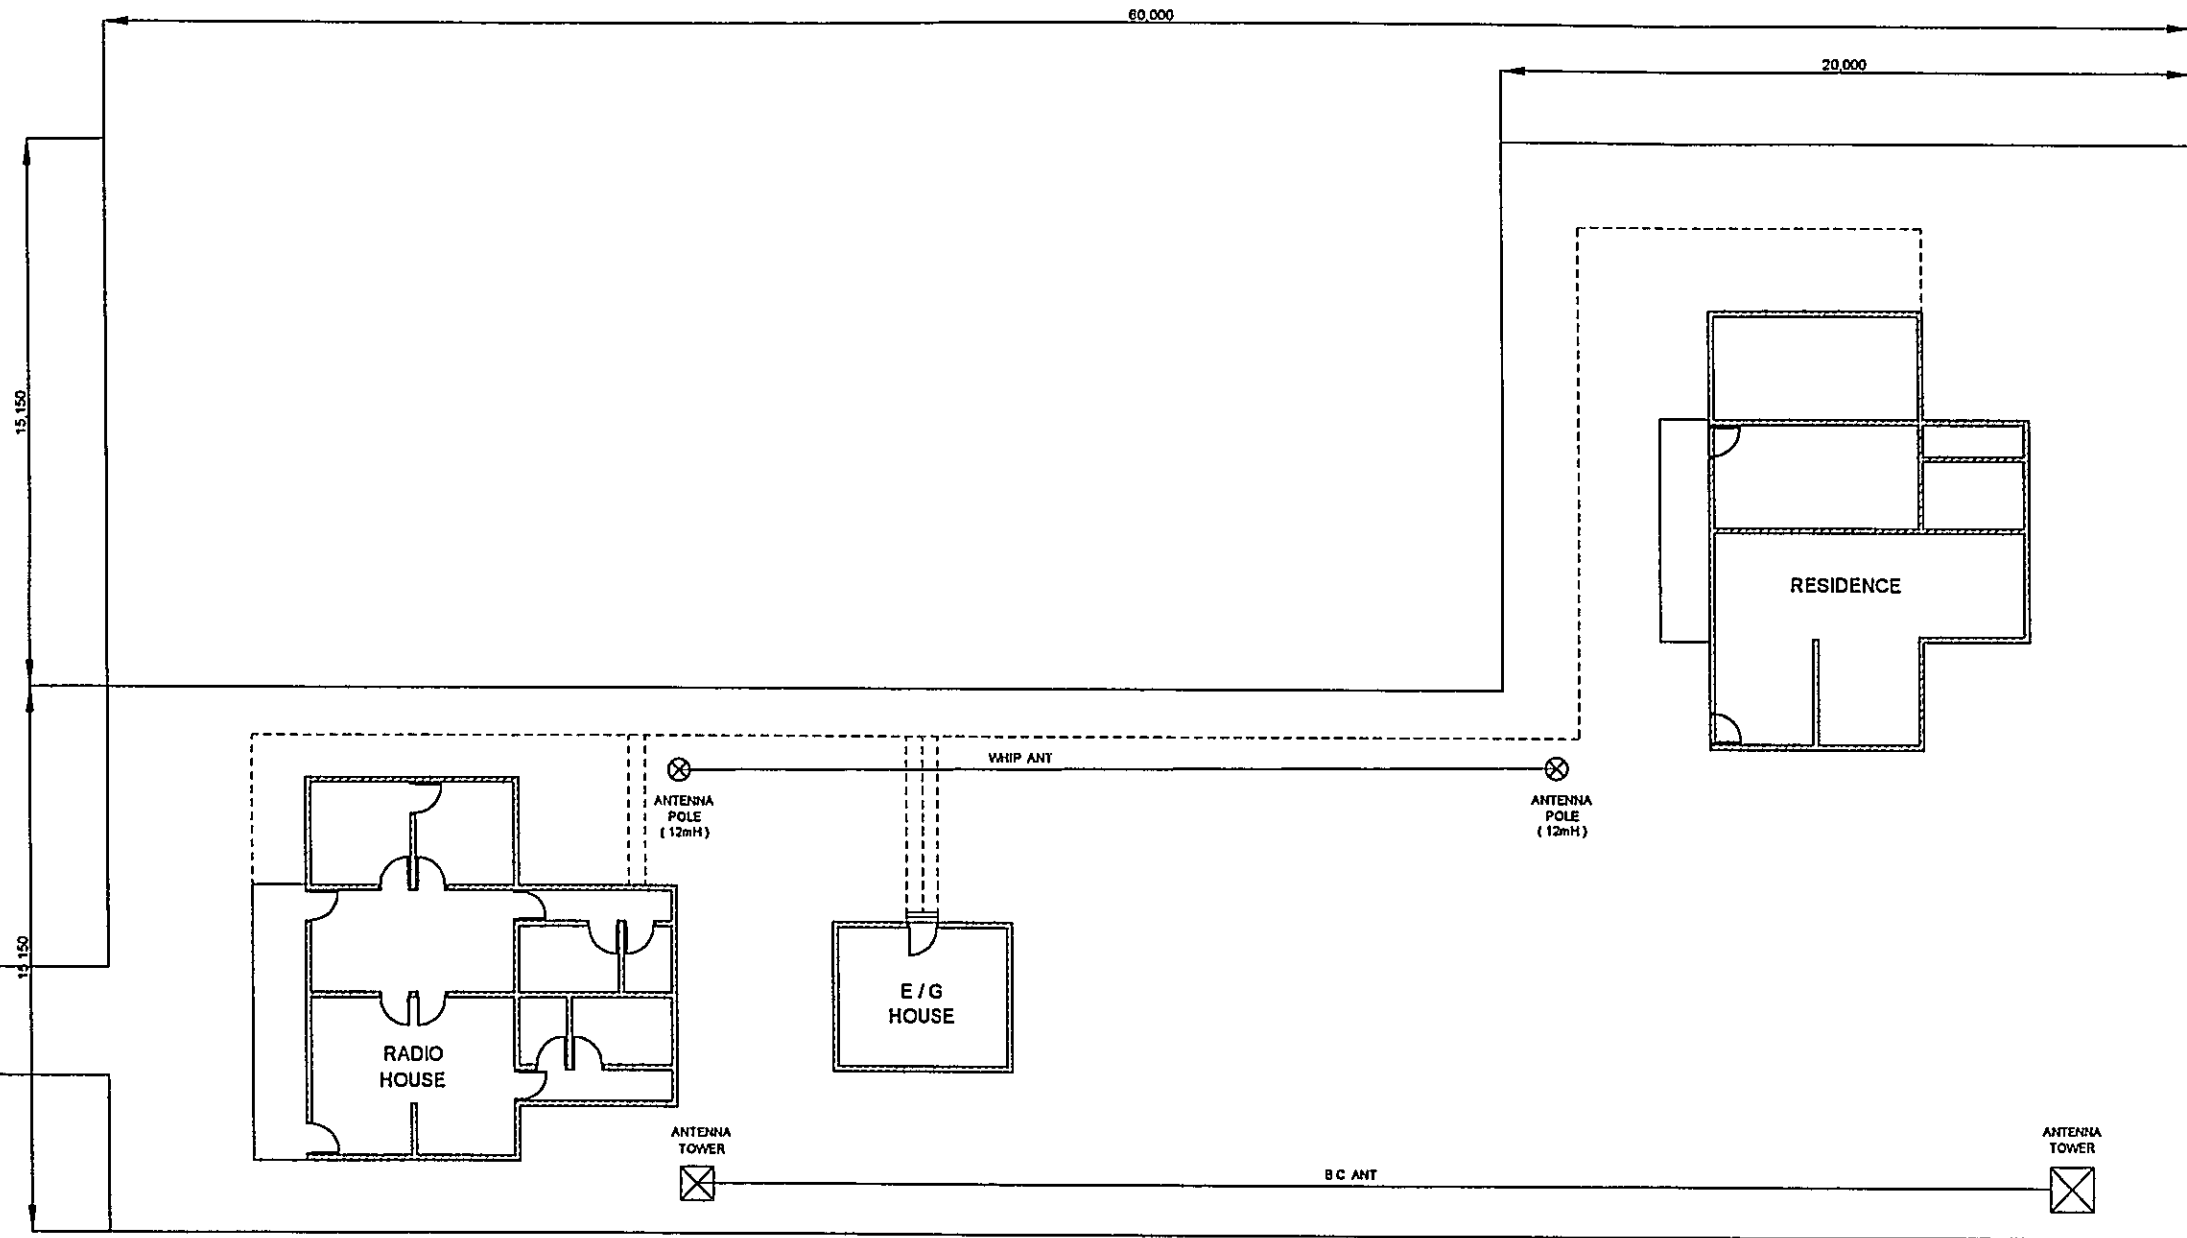 60,000
20,000
15,150
RESIDENCE
WHIP ANT
ANTENNA
POLE
( 12mH )
ANTENNA
POLE
( 12mH )
15,150
E / G
HOUSE
RADIO
HOUSE
ANTENNA
TOWER
ANTENNA
TOWER
B C ANT